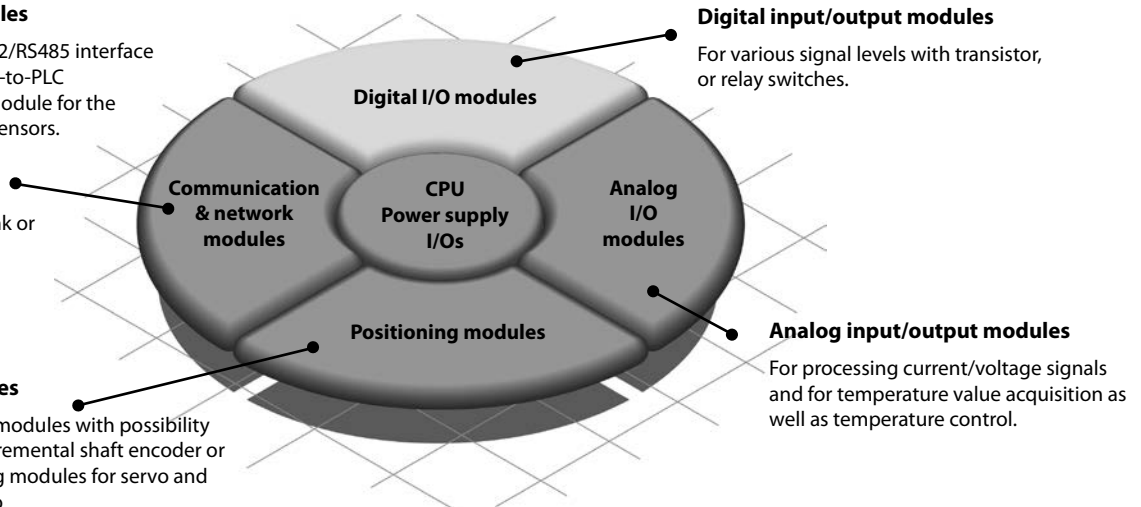 Digital input/output modules
For various signal levels with transistor,
or relay switches.
2/RS485 interface
-to-PLC
odule for the
ensors.
Digital I/O modules
Communication
& network
modules
CPU
Power supply
I/Os
Analog
I/O
modules
k or
Positioning modules
Analog input/output modules
For processing current/voltage signals
and for temperature value acquisition as
well as temperature control.
modules with possibility
remental shaft encoder or
g modules for servo and